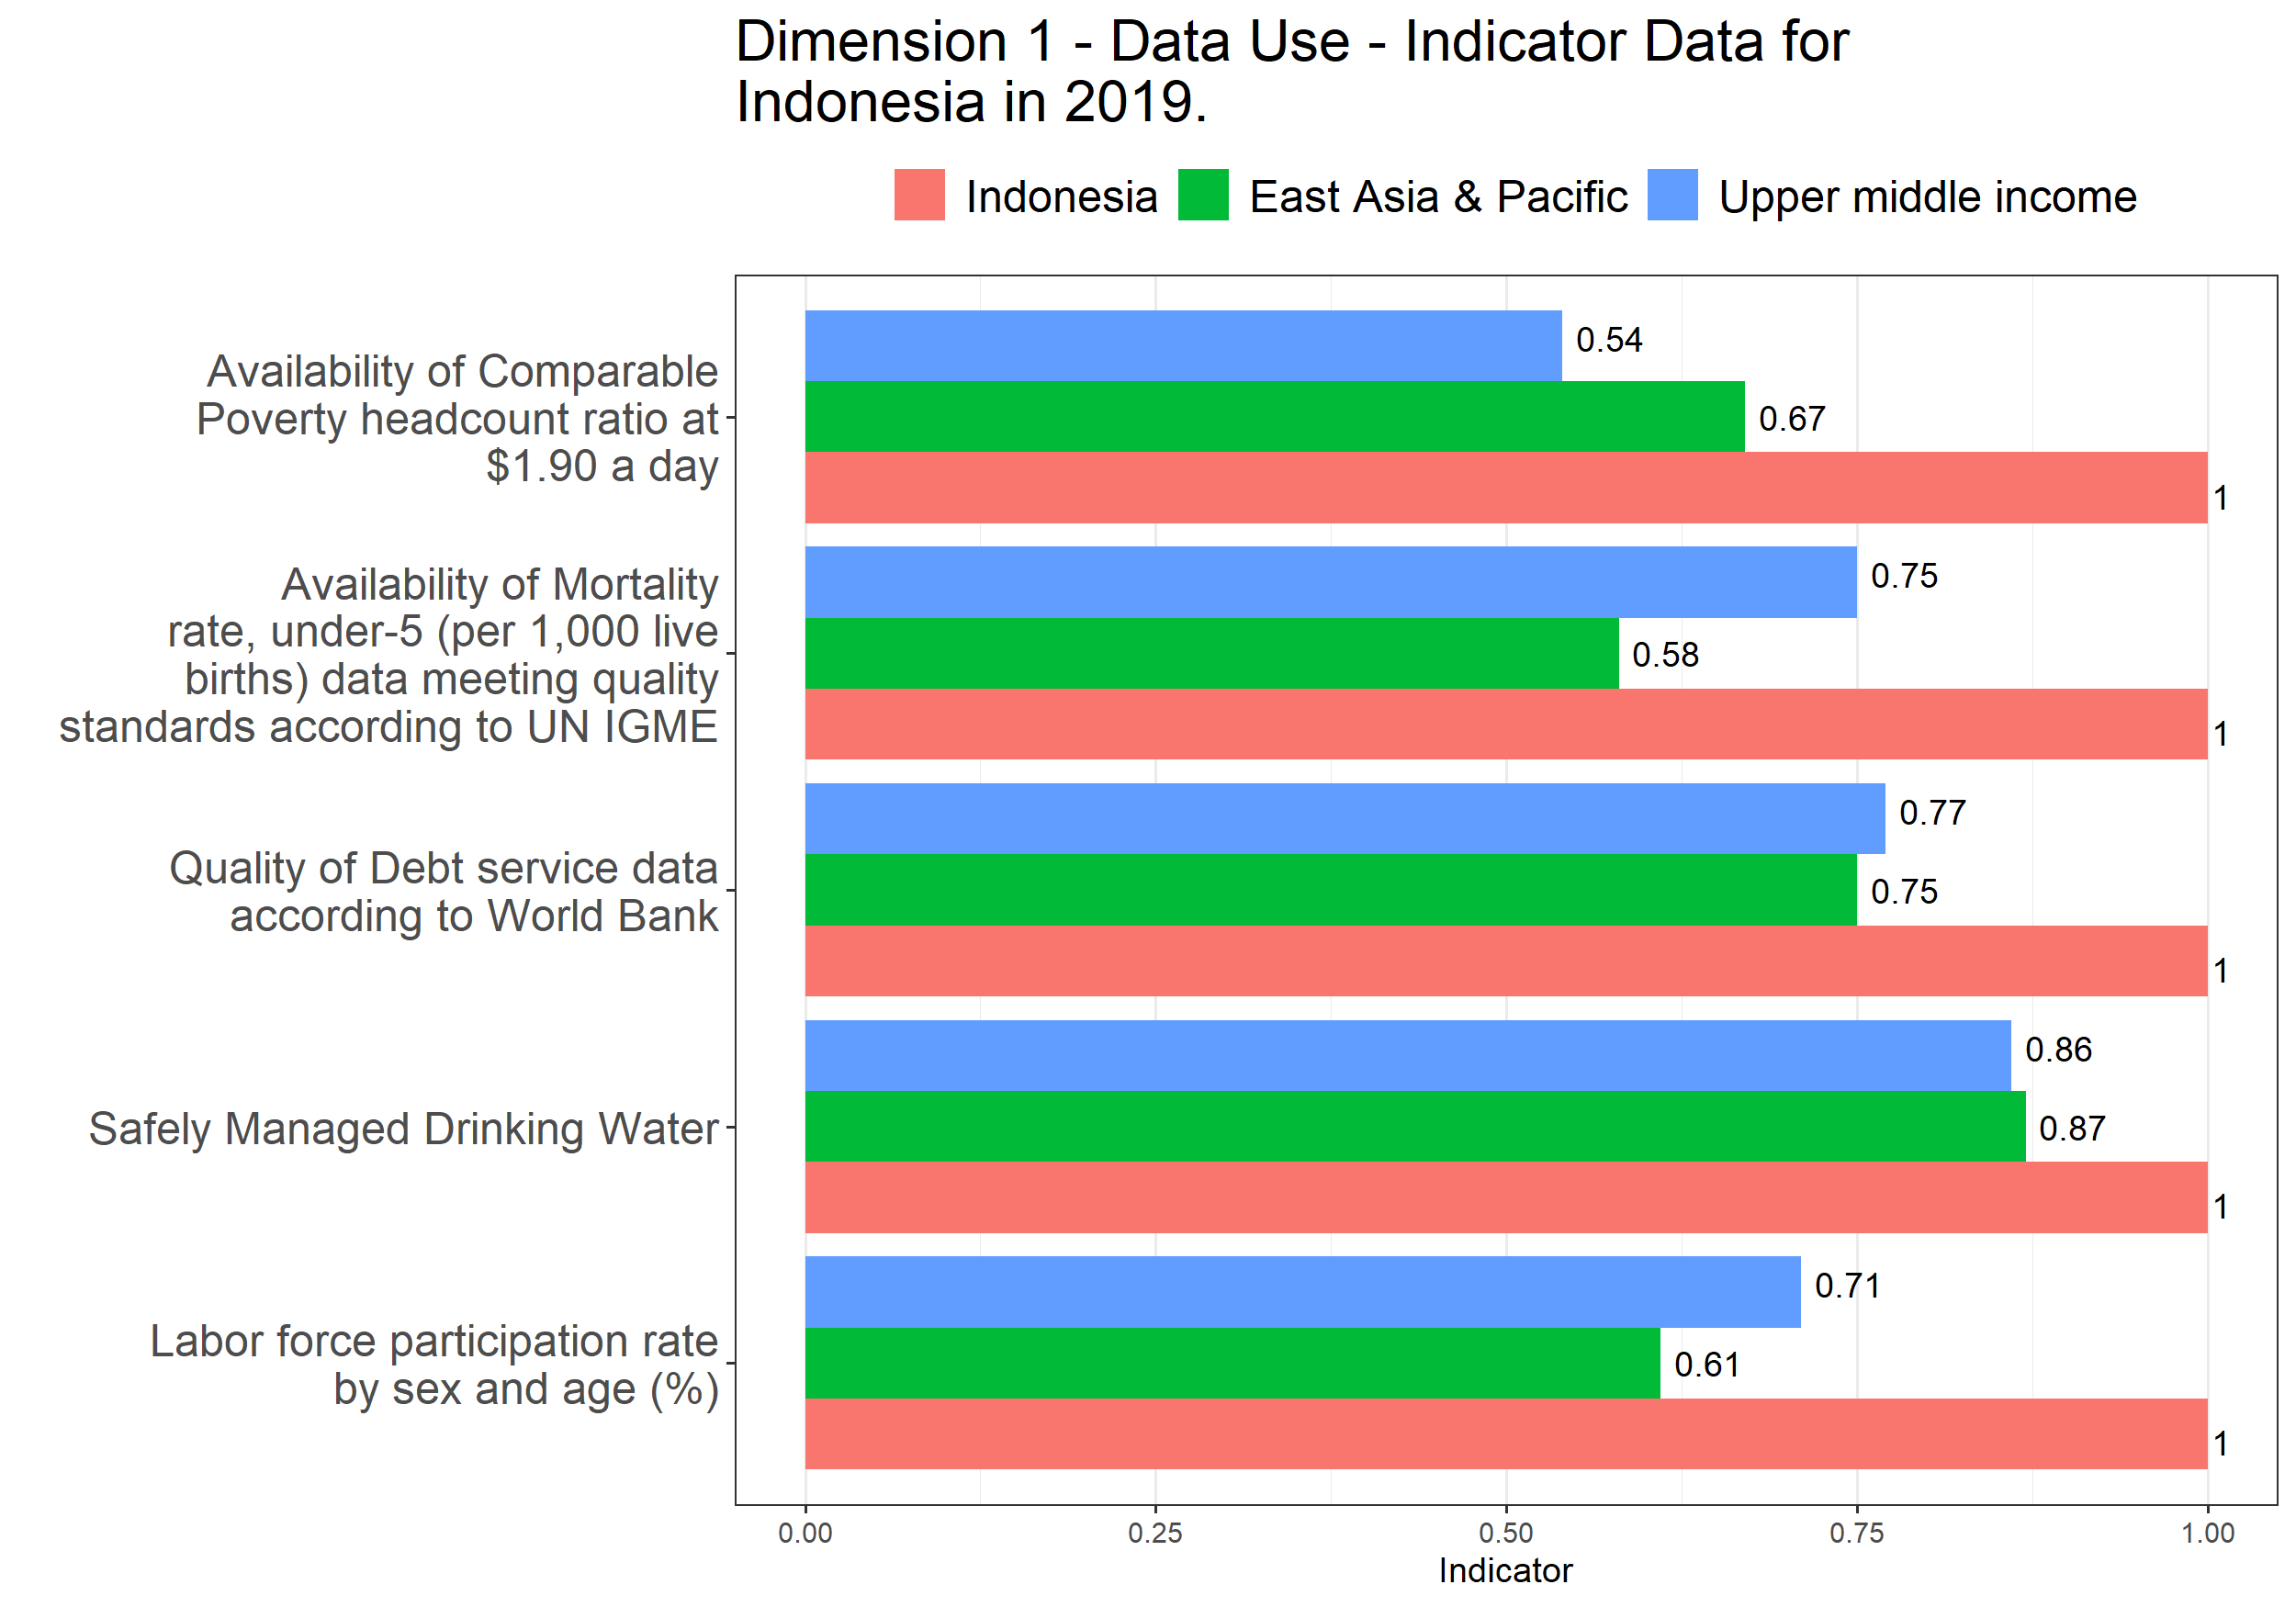 Dimension 1 - Data Use - Indicator Data for
Indonesia in 2019.
Indonesia East Asia & Pacific Upper middle income
Availability of Comparable
Poverty headcount ratio at
$1.90 a day
0.54
0.67
1
Availability of Mortality
rate, under-5 (per 1,000 live
births) data meeting quality
standards according to UN IGME
0.75
0.58
1
Quality of Debt service data
according to World Bank
0.77
0.75
1
Safely Managed Drinking Water
0.86
0.87
1
Labor force participation rate
by sex and age (%)
0.71
0.61
1
0.00 0.25 0.50 0.75 1.00
Indicator